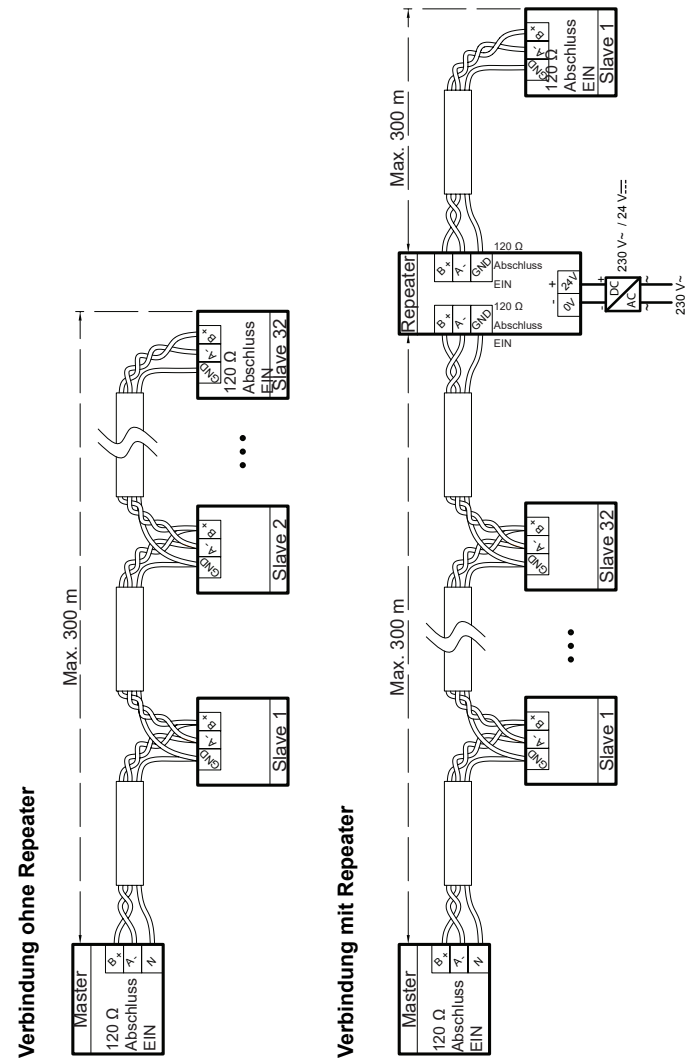 Verbindung ohne Repeater
Max. 300 m
Master
120 Ω
Abschluss
EIN
B +
A -
N
GND
A -
B +
Slave 1
GND
A -
B +
Slave 2
GND
A -
B +
120 Ω
Abschluss
EIN
Slave 32
Verbindung mit Repeater
Max. 300 m
Max. 300 m
Master
120 Ω
Abschluss
EIN
B +
A -
N
GND
A -
B +
Slave 1
GND
A -
B +
Slave 32
Repeater
B +
A -
GND
120 Ω
Abschluss
EIN
B +
A -
GND
120 Ω
Abschluss
EIN
- +
0V 24V
- +
DC
AC
~ ~
230 V~ / 24 V⎓
230 V~
GND
A -
B +
120 Ω
Abschluss
EIN
Slave 1